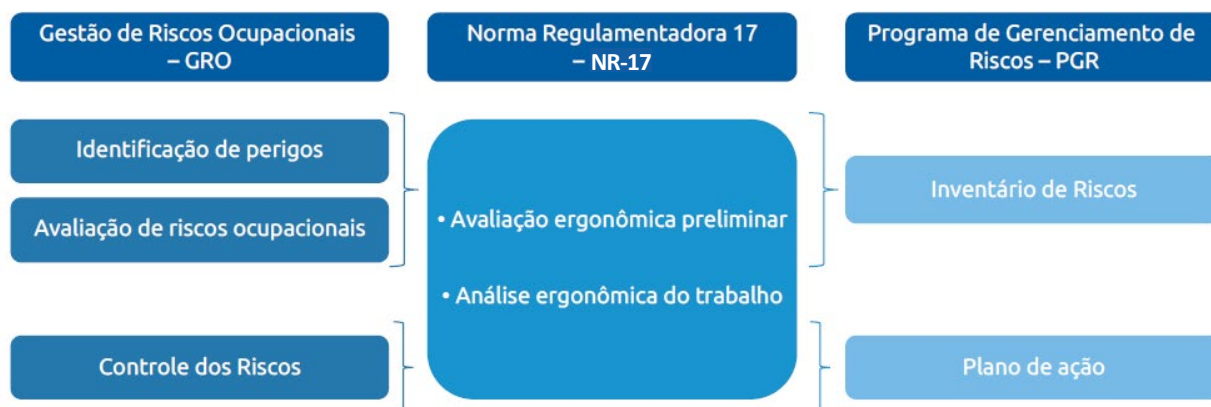 Gestão de Riscos Ocupacionais
– GRO
Norma Regulamentadora 17
– NR-17
Programa de Gerenciamento de
Riscos – PGR
Identificação de perigos
Avaliação de riscos ocupacionais
• Avaliação ergonômica preliminar
• Análise ergonômica do trabalho
Inventário de Riscos
Controle dos Riscos
Plano de ação